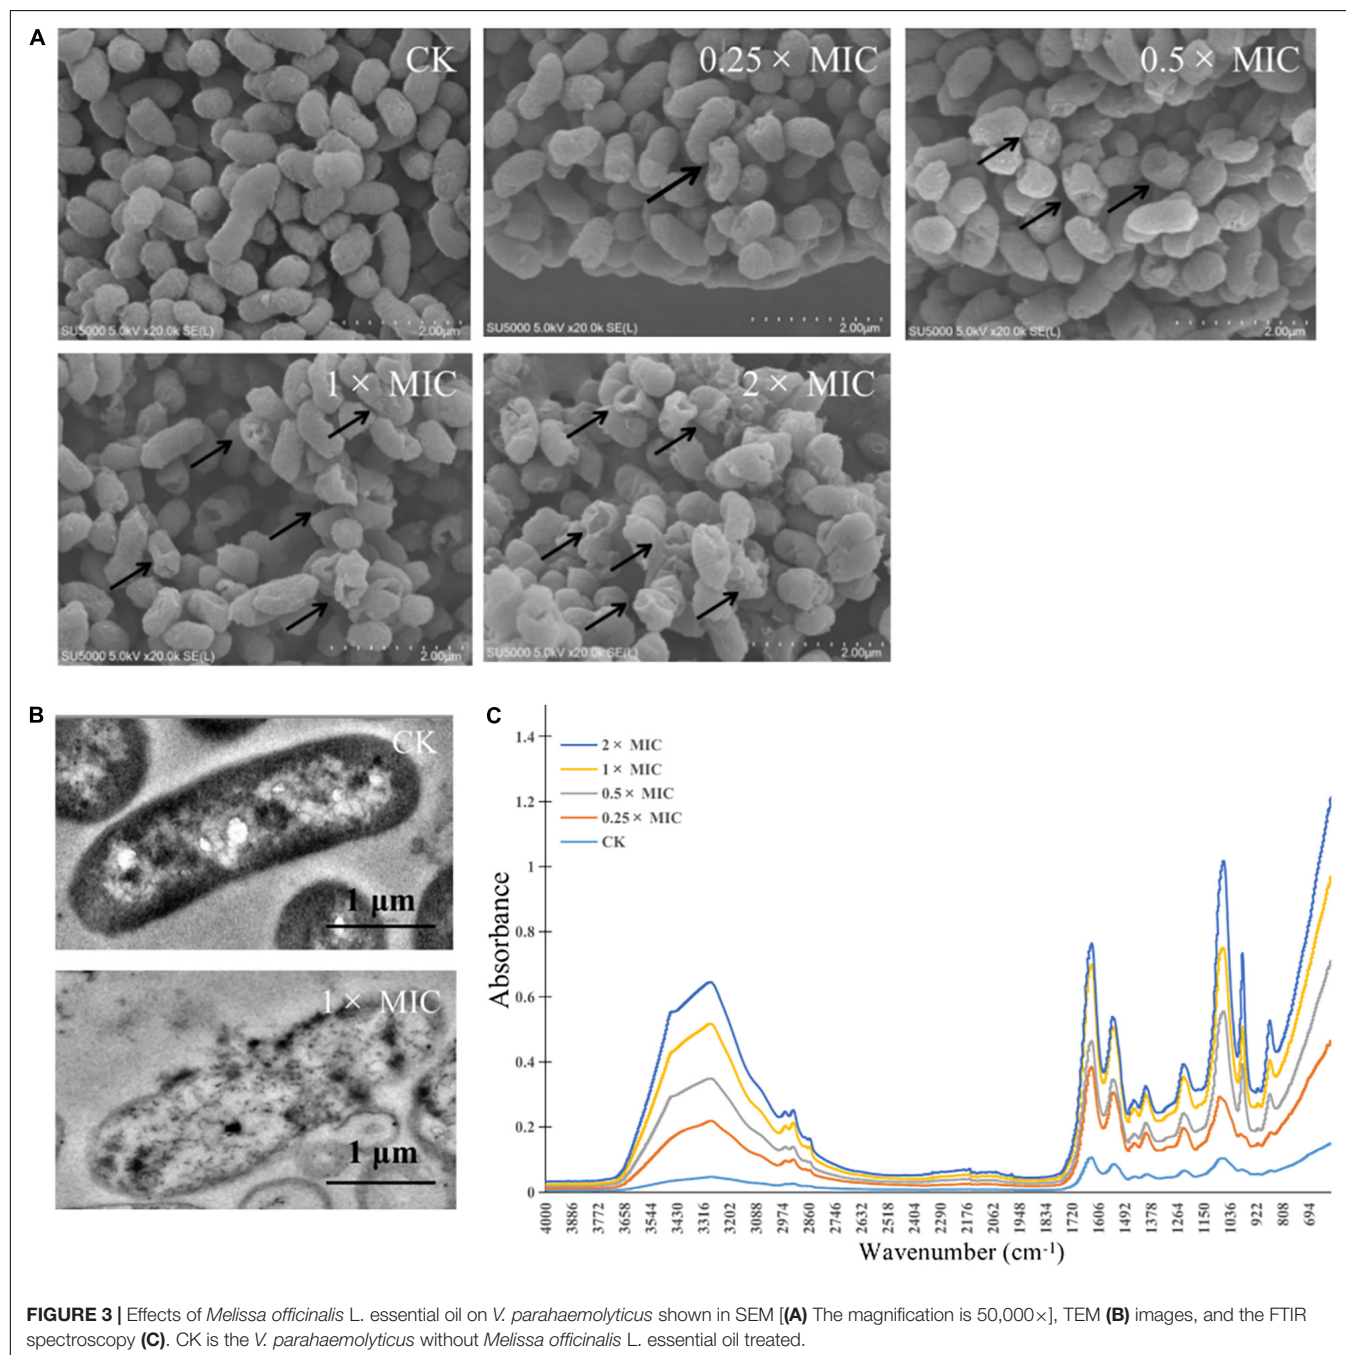 A
CK
0.25 × MIC
0.5 × MIC
SU5000 5.0kV x20.0k SE(L)
2.00μm
SU5000 5.0kV x20.0k SE(L)
2.00μm
SU5000 5.0kV x20.0k SE(L)
2.00μm
1 × MIC
2 × MIC
SU5000 5.0kV x20.0k SE(L)
2.00μm
SU5000 5.0kV x20.0k SE(L)
2.00μm
B
CK
1 μm
1 × MIC
1 μm
C
1.4
1.2
1
0.8
0.6
0.4
0.2
0
Absorbance
2× MIC
1× MIC
0.5× MIC
0.25× MIC
CK
4000 3886 3772 3658 3544 3430 3316 3202 3088 2974 2860 2746 2632 2518 2404 2290 2176 2062 1948 1834 1720 1606 1492 1378 1264 1150 1036 922 808 694
Wavenumber (cm-1)
FIGURE 3 | Effects of Melissa officinalis L. essential oil on V. parahaemolyticus shown in SEM [(A) The magnification is 50,000×], TEM (B) images, and the FTIR
spectroscopy (C). CK is the V. parahaemolyticus without Melissa officinalis L. essential oil treated.